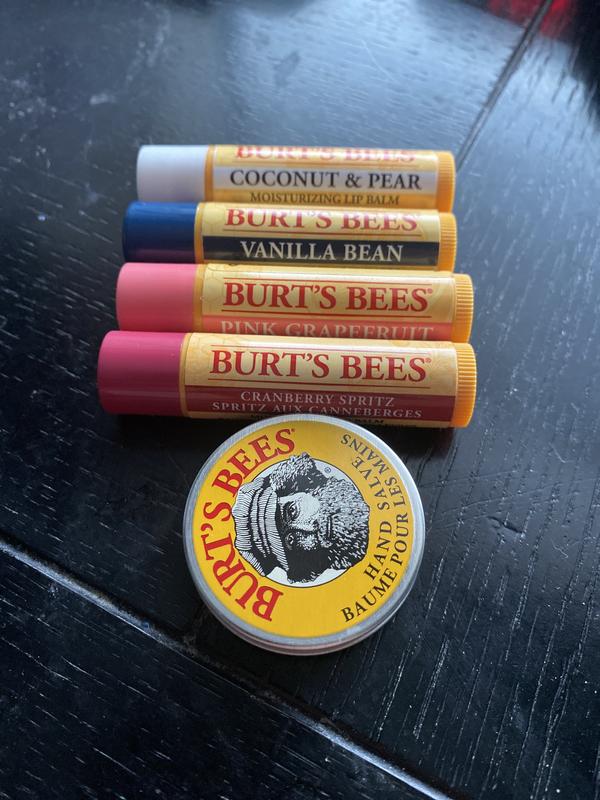 BURT'S BEES
COCONUT & PEAR
MOISTURIZING LIP BALM
BURT'S BEES
VANILLA BEAN
BURT'S BEES®
PINK GRAPEFRUIT
BURT'S BEES®
CRANBERRY SPRITZ
SPRITZ AUX CANNEBERGES
BURT'S BEES®
HAND SALVE
BAUME POUR LES MAINS